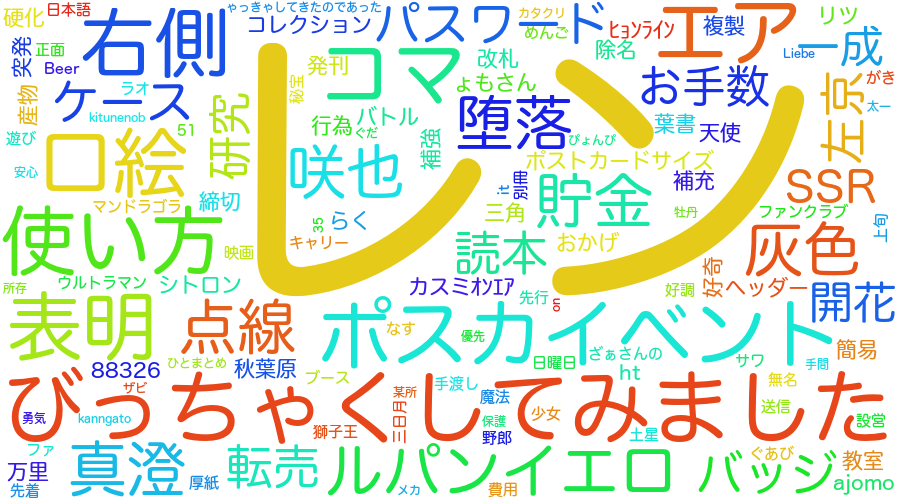 硬化 日本語 右側 ゃっきゃしてきたのであった コレクション パスワード カタクリ めんご ﾋｮﾝﾗｲﾝ エア 複製 リツ
突発 正面 Beer ラオ 秘宝 発刊 コマ 改札 ょもさん 除名 Liebe 一成 がき
産物 ケース kitunenob 研究 行為 バトル ぐだ 補強 堕落 お手数 葉書 天使 左京 太一
遊び 51 口絵 咲也 レン ぴょんぴ ポストカードサイズ
安心 マンドラゴラ 締切 35 らく it 別冊 補充 SSR
使い方 映画 キャリー 三角 貯金 おかげ 牡丹 ファンクラブ 上旬
所存 ウルトラマン シトロン カスミｵﾝｴｱ 読本 先行 好調 好奇 灰色 ヘッダー
表明 点線 ポスカイベント なす 優先 on 開花
88326 ひとまとめ 秋葉原 ブース 日曜日 ざぁさんの ht サワ 手間 簡易
びっちゃくしてみました ザビ 手渡し 某所 魔法 無名
勇気 kanngato 獅子王 三日月 保護 野郎 少女 土星 送信 設営
万里 ファ 真澄 転売 ルパンイエロ バッジ ぐあぶ 教室
先着 厚紙 メカ 費用 ajomo